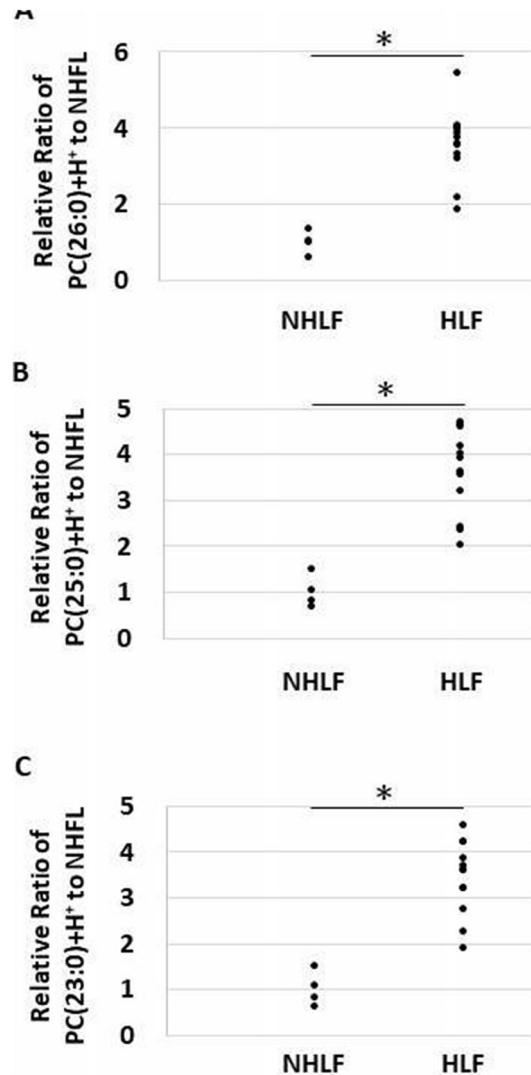 A
*
Relative Ratio of
PC(26:0)+H⁺ to NHFL
6
4
2
0
NHLF HLF
B
*
Relative Ratio of
PC(25:0)+H⁺ to NHFL
5
4
3
2
1
0
NHLF HLF
C
*
Relative Ratio of
PC(23:0)+H⁺ to NHFL
5
4
3
2
1
0
NHLF HLF